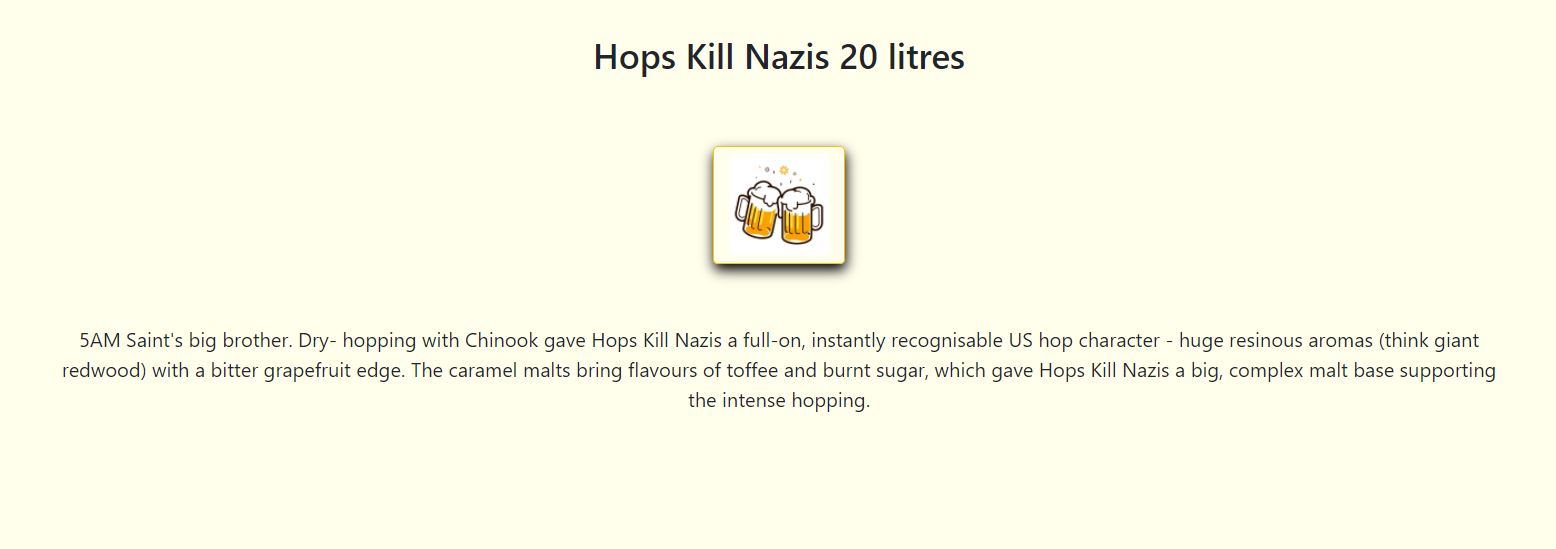 Hops Kill Nazis 20 litres
5AM Saint's big brother. Dry- hopping with Chinook gave Hops Kill Nazis a full-on, instantly recognisable US hop character - huge resinous aromas (think giant
redwood) with a bitter grapefruit edge. The caramel malts bring flavours of toffee and burnt sugar, which gave Hops Kill Nazis a big, complex malt base supporting
the intense hopping.